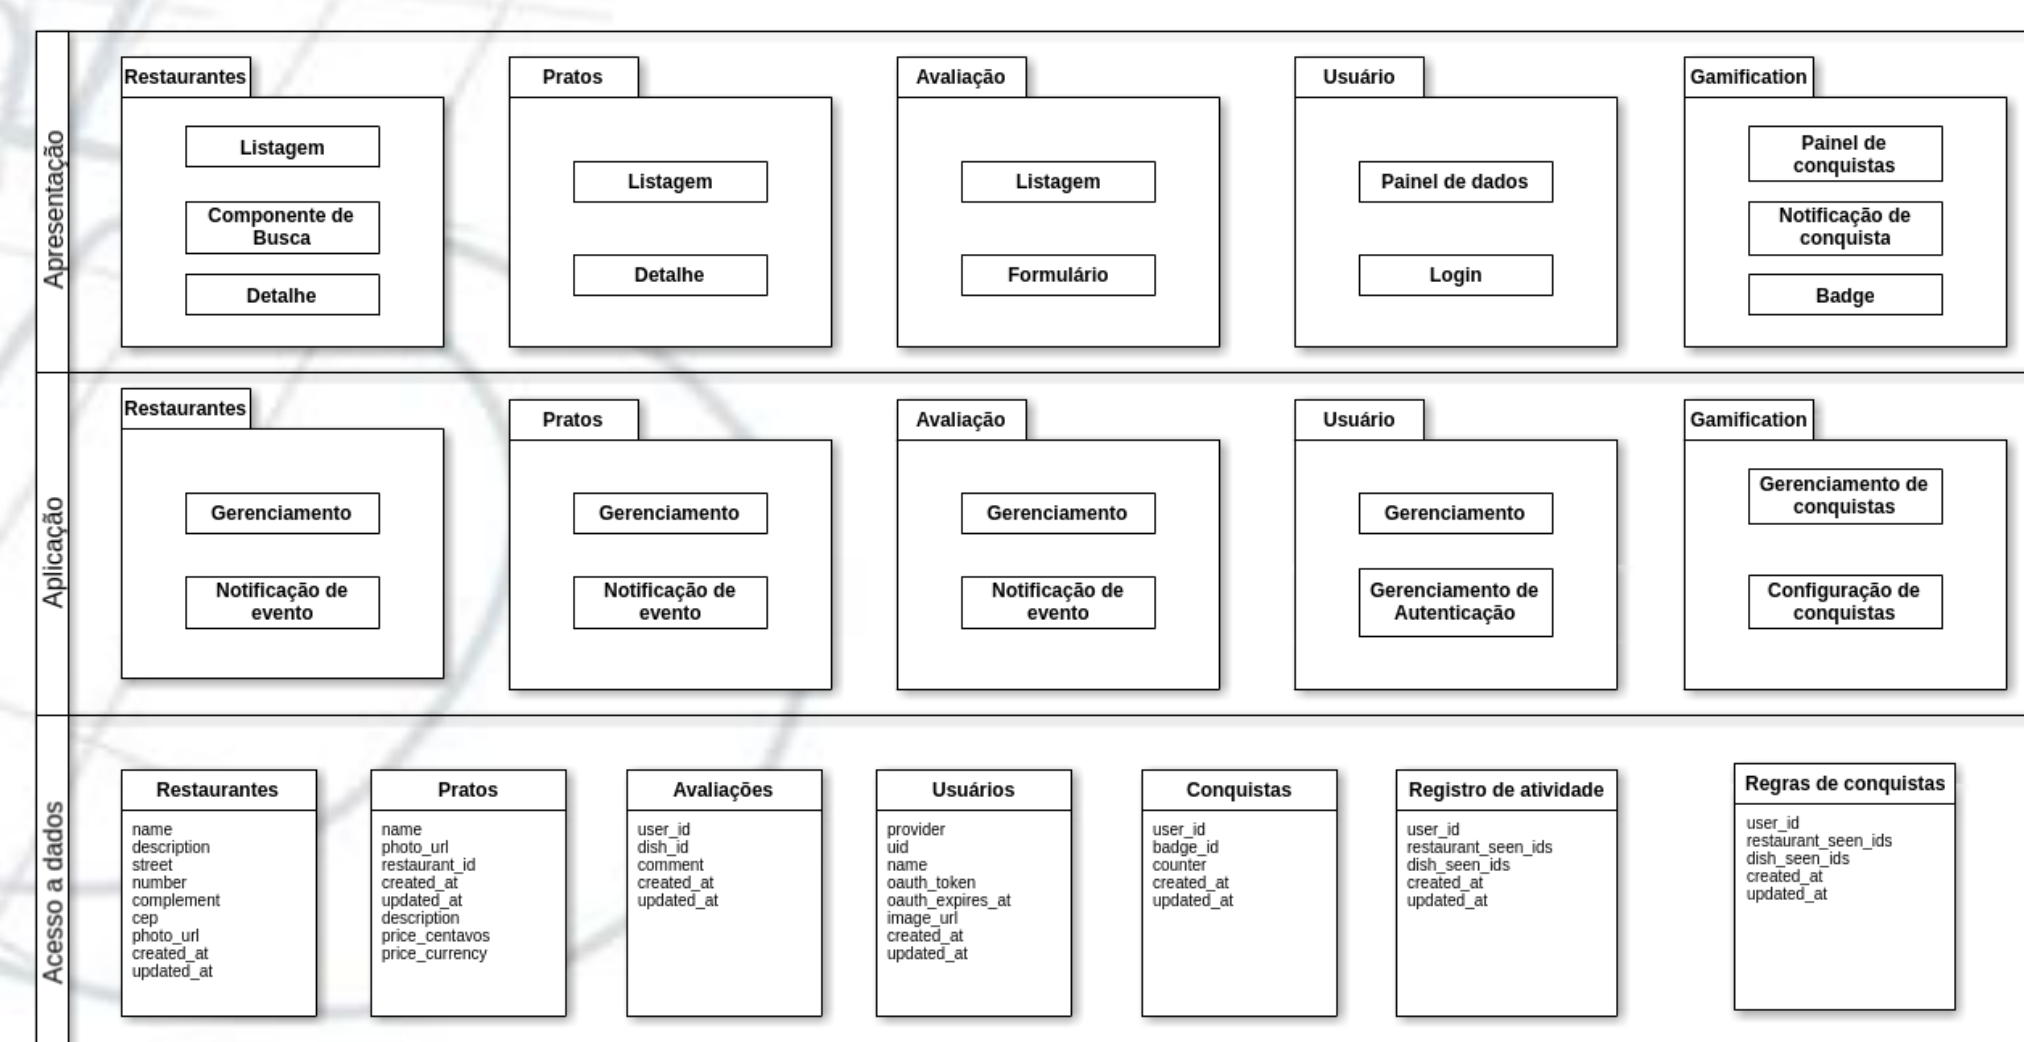 Apresentação
Restaurantes
Listagem
Componente de
Busca
Detalhe
Pratos
Listagem
Detalhe
Avaliação
Listagem
Formulário
Usuário
Painel de dados
Login
Gamification
Painel de
conquistas
Notificação de
conquista
Badge
Aplicação
Restaurantes
Gerenciamento
Notificação de
evento
Pratos
Gerenciamento
Notificação de
evento
Avaliação
Gerenciamento
Notificação de
evento
Usuário
Gerenciamento
Gerenciamento de
Autenticação
Gamification
Gerenciamento de
conquistas
Configuração de
conquistas
Acesso a dados
Restaurantes
name
description
street
number
complement
cep
photo_url
created_at
updated_at
Pratos
name
photo_url
restaurant_id
created_at
updated_at
description
price_centavos
price_currency
Avaliações
user_id
dish_id
comment
created_at
updated_at
Usuários
provider
uid
name
oauth_token
oauth_expires_at
image_url
created_at
updated_at
Conquistas
user_id
badge_id
counter
created_at
updated_at
Registro de atividade
user_id
restaurant_seen_ids
dish_seen_ids
created_at
updated_at
Regras de conquistas
user_id
restaurant_seen_ids
dish_seen_ids
created_at
updated_at